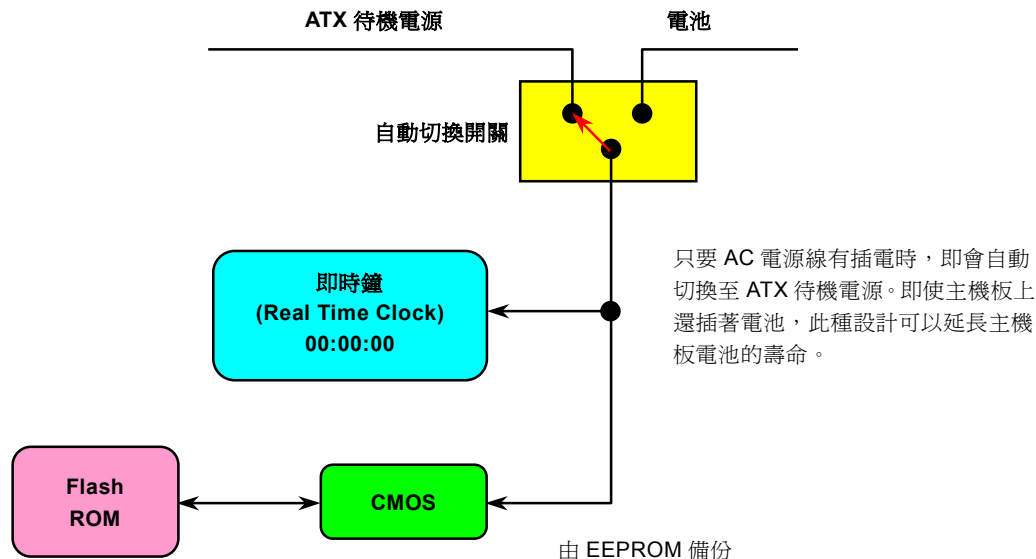 ATX 待機電源
電池
自動切換開關
即時鐘
(Real Time Clock)
00:00:00
只要 AC 電源線有插電時，即會自動
切換至 ATX 待機電源。即使主機板上
還插著電池，此種設計可以延長主機
板電池的壽命。
Flash
ROM
CMOS
由 EEPROM 備份